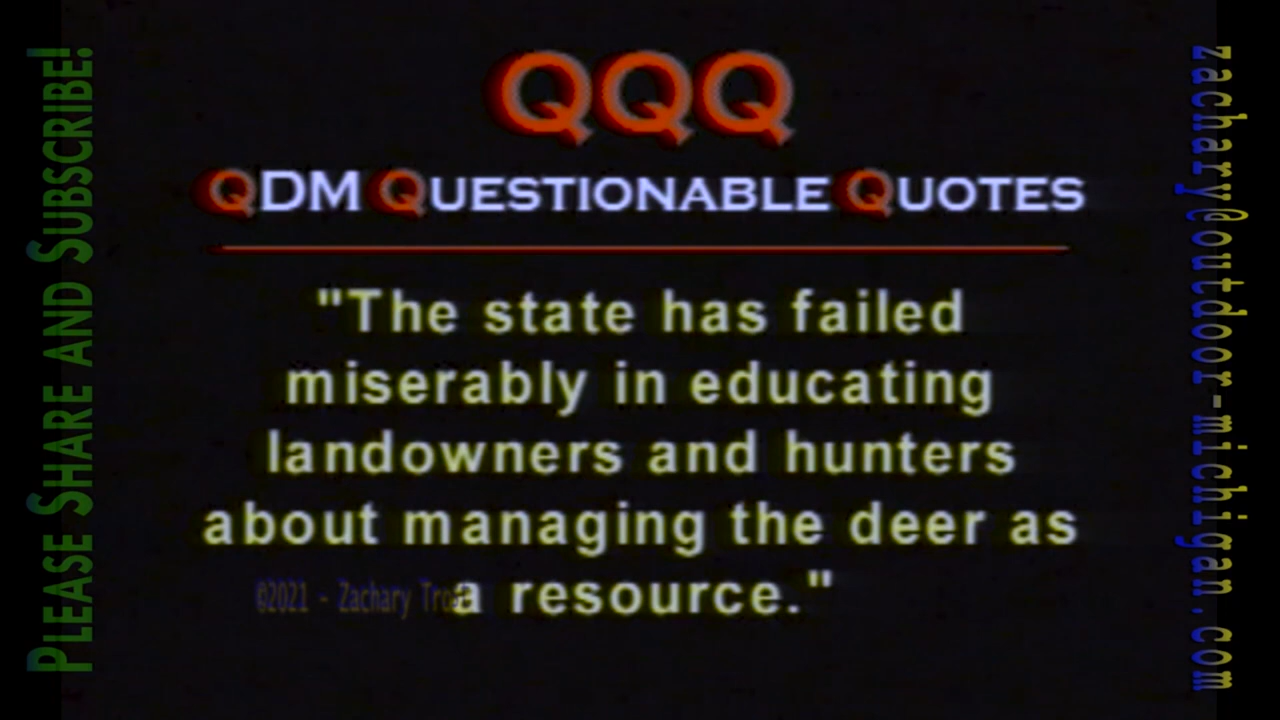 PLEASE SHARE AND SUBSCRIBE!
QQQ
QDM QUESTIONABLE QUOTES
"The state has failed
miserably in educating
landowners and hunters
about managing the deer as
a resource."
©2021 - Zachary
zachary@outdoor-michigan.com